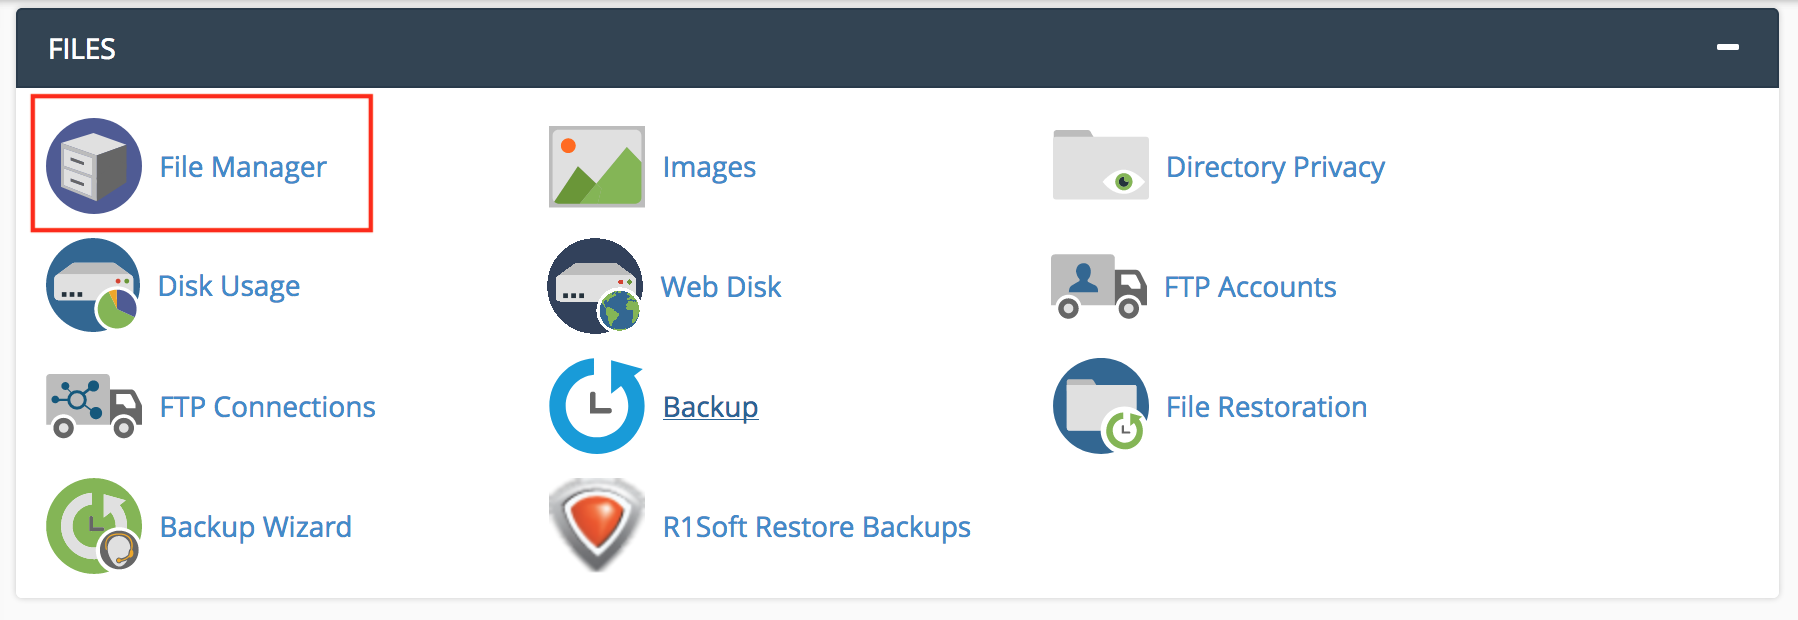 FILES
File Manager
Images
Directory Privacy
Disk Usage
Web Disk
FTP Accounts
FTP Connections
Backup
File Restoration
Backup Wizard
R1Soft Restore Backups